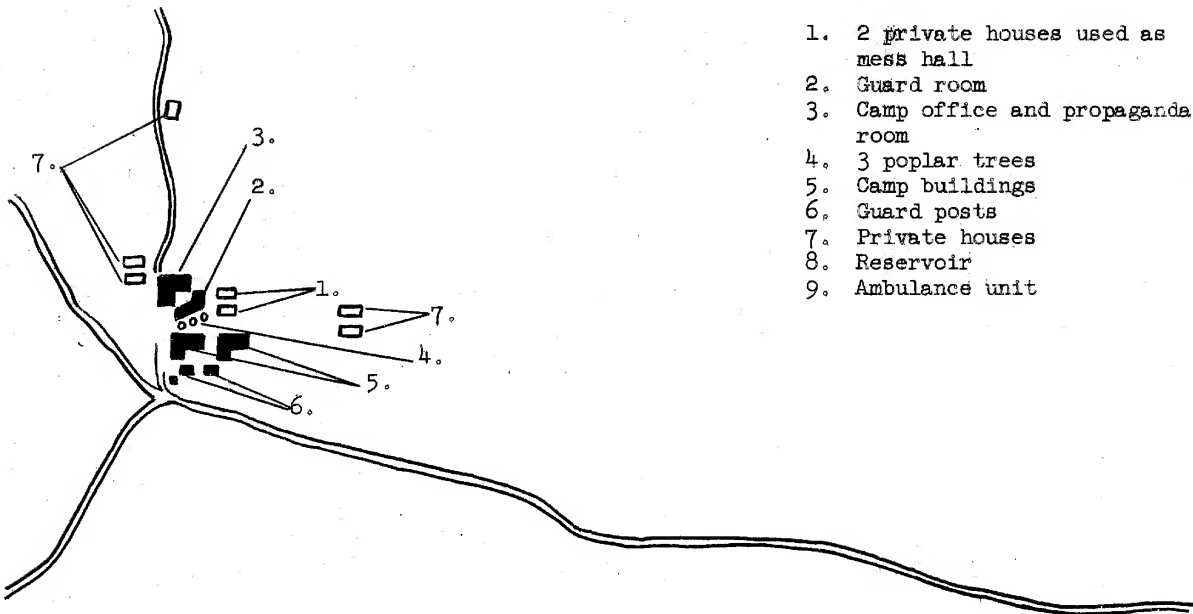 1. 2 private houses used as
mess hall
2. Guard room
3. Camp office and propaganda
room
4. 3 poplar trees
5. Camp buildings
6. Guard posts
7. Private houses
8. Reservoir
9. Ambulance unit
3.
7.
2.
1.
7.
4.
5.
6.